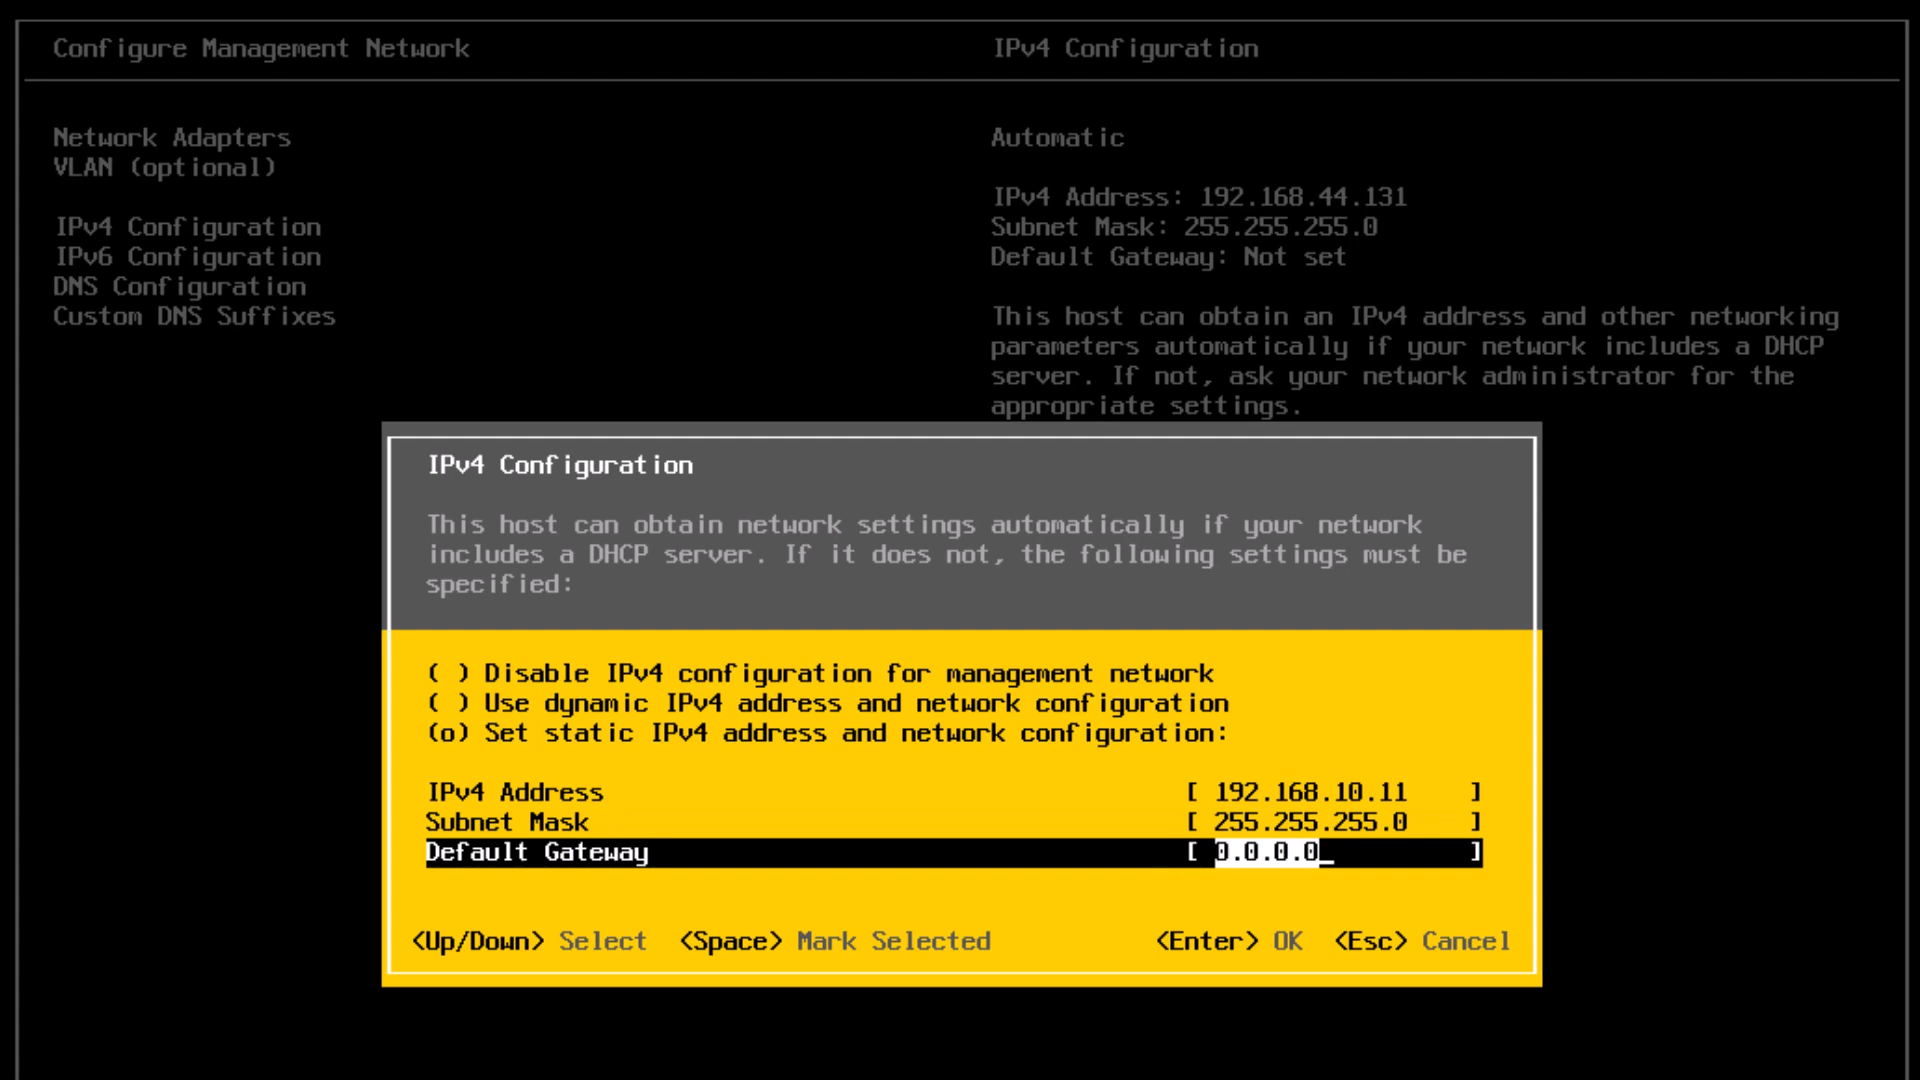 Configure Management Network
IPv4 Configuration
Network Adapters
VLAN (optional)
IPv4 Configuration
IPv6 Configuration
DNS Configuration
Custom DNS Suffixes
Automatic
IPv4 Address: 192.168.44.131
Subnet Mask: 255.255.255.0
Default Gateway: Not set
This host can obtain an IPv4 address and other networking
parameters automatically if your network includes a DHCP
server. If not, ask your network administrator for the
appropriate settings.
IPv4 Configuration
This host can obtain network settings automatically if your network
includes a DHCP server. If it does not, the following settings must be
specified:
( ) Disable IPv4 configuration for management network
( ) Use dynamic IPv4 address and network configuration
(o) Set static IPv4 address and network configuration:
IPv4 Address [ 192.168.10.11 ]
Subnet Mask [ 255.255.255.0 ]
Default Gateway [ 0.0.0.0_ ]
<Up/Down> Select <Space> Mark Selected <Enter> OK <Esc> Cancel